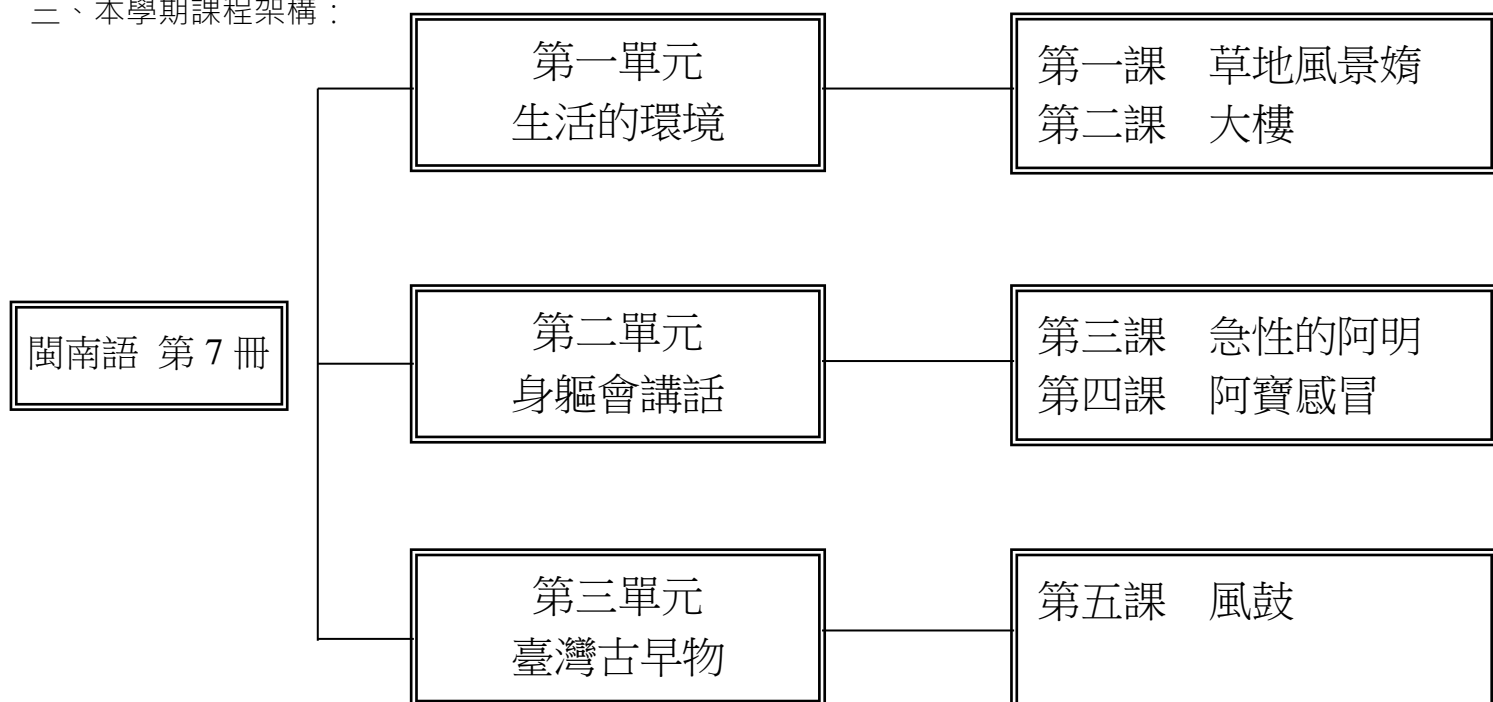 三、本學期課程架構：
第一單元
生活的環境
第一課　草地風景媠
第二課　大樓
閩南語 第 7 冊
第二單元
身軀會講話
第三課　急性的阿明
第四課　阿寶感冒
第三單元
臺灣古早物
第五課　風鼓